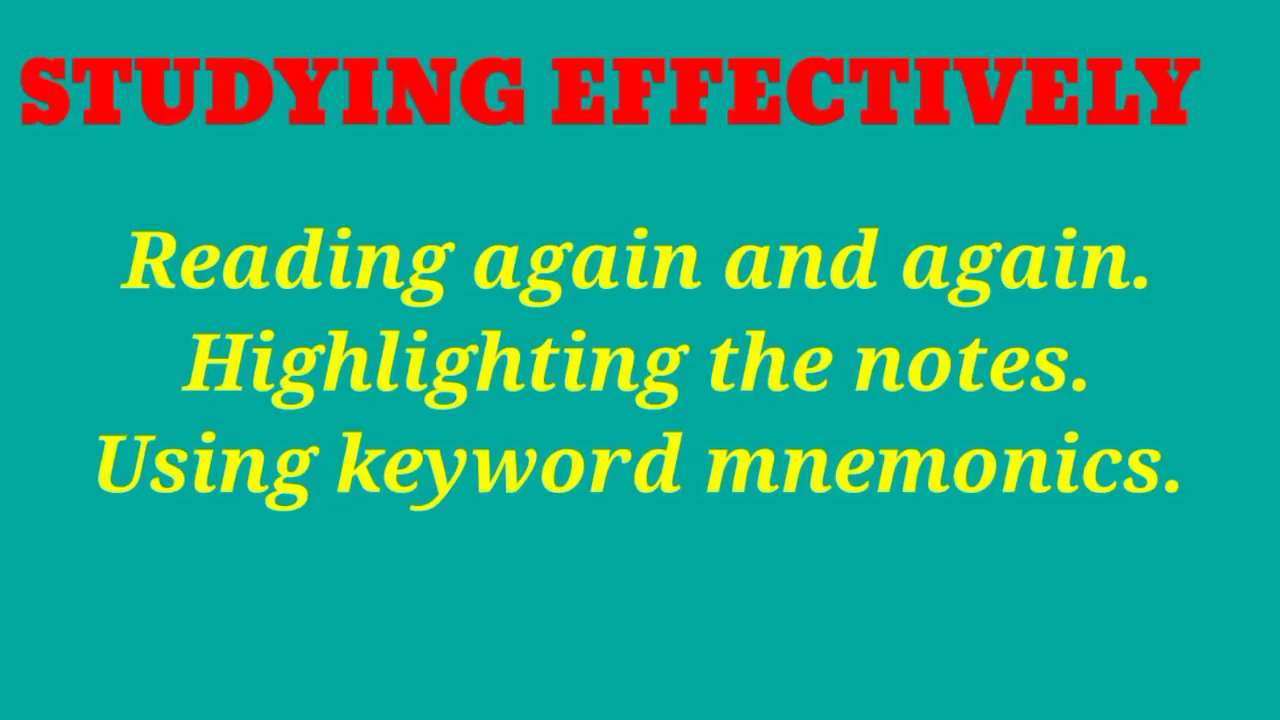 STUDYING EFFECTIVELY
Reading again and again.
Highlighting the notes.
Using keyword mnemonics.